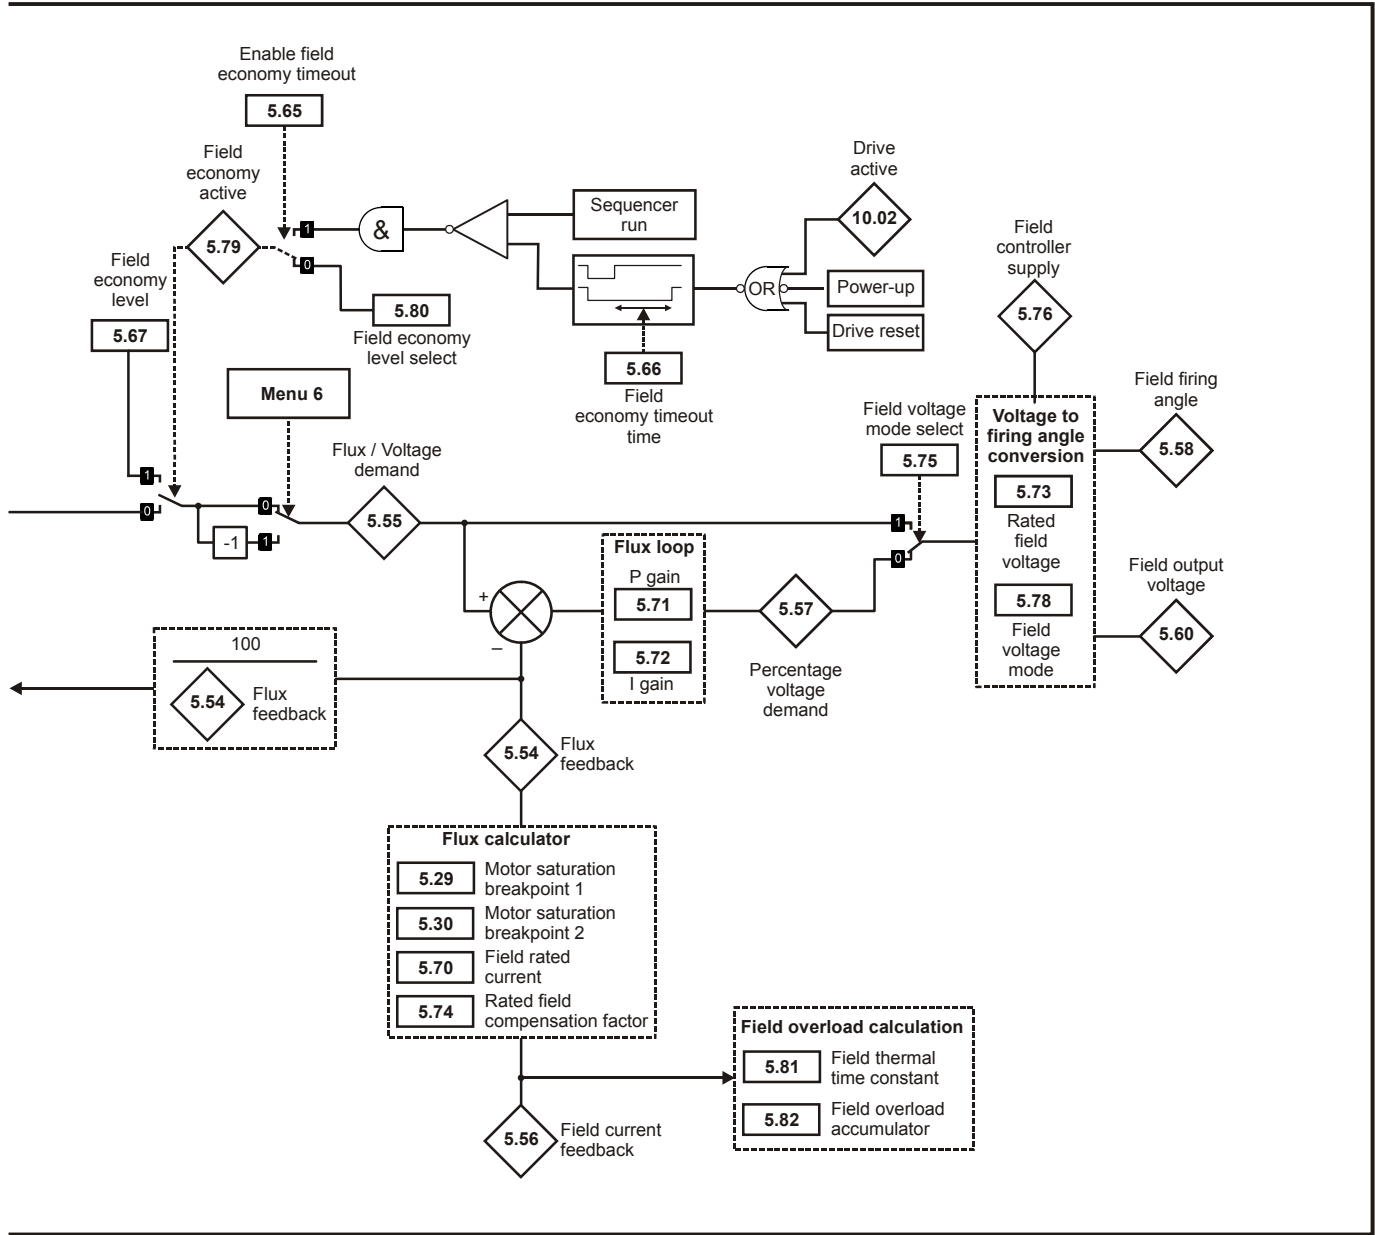 Enable field
economy timeout
5.65
Field
economy
active
5.79
Field
economy
level
5.67
1
0
&
Sequencer
run
Drive
active
10.02
OR
Power-up
Drive reset
5.80
Field economy
level select
5.66
Field
economy timeout
time
Field
controller
supply
5.76
Menu 6
1
0
0
-1
1
Flux / Voltage
demand
5.55
Field voltage
mode select
5.75
1
0
Voltage to
firing angle
conversion
5.73
Rated
field
voltage
5.78
Field
voltage
mode
Field firing
angle
5.58
Field output
voltage
5.60
Flux loop
P gain
5.71
5.72
I gain
5.57
Percentage
voltage
demand
+
–
100
5.54
Flux
feedback
5.54
Flux
feedback
Flux calculator
5.29
Motor saturation
breakpoint 1
5.30
Motor saturation
breakpoint 2
5.70
Field rated
current
5.74
Rated field
compensation factor
Field overload calculation
5.81
Field thermal
time constant
5.82
Field overload
accumulator
5.56
Field current
feedback